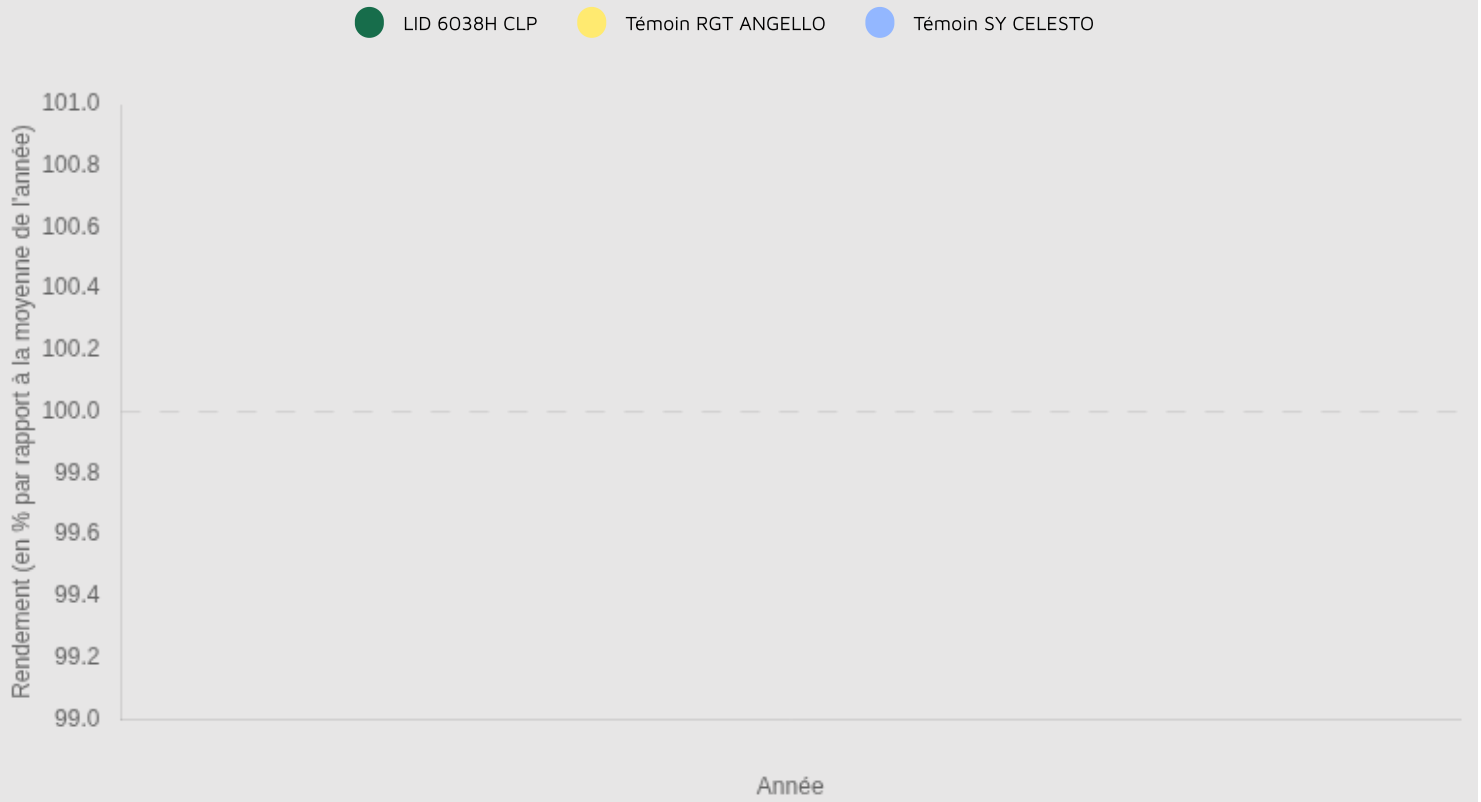 LID 6038H CLP
Témoin RGT ANGELLO
Témoin SY CELESTO
Rendement (en % par rapport à la moyenne de l'année)
101.0
100.8
100.6
100.4
100.2
100.0
99.8
99.6
99.4
99.2
99.0
Année